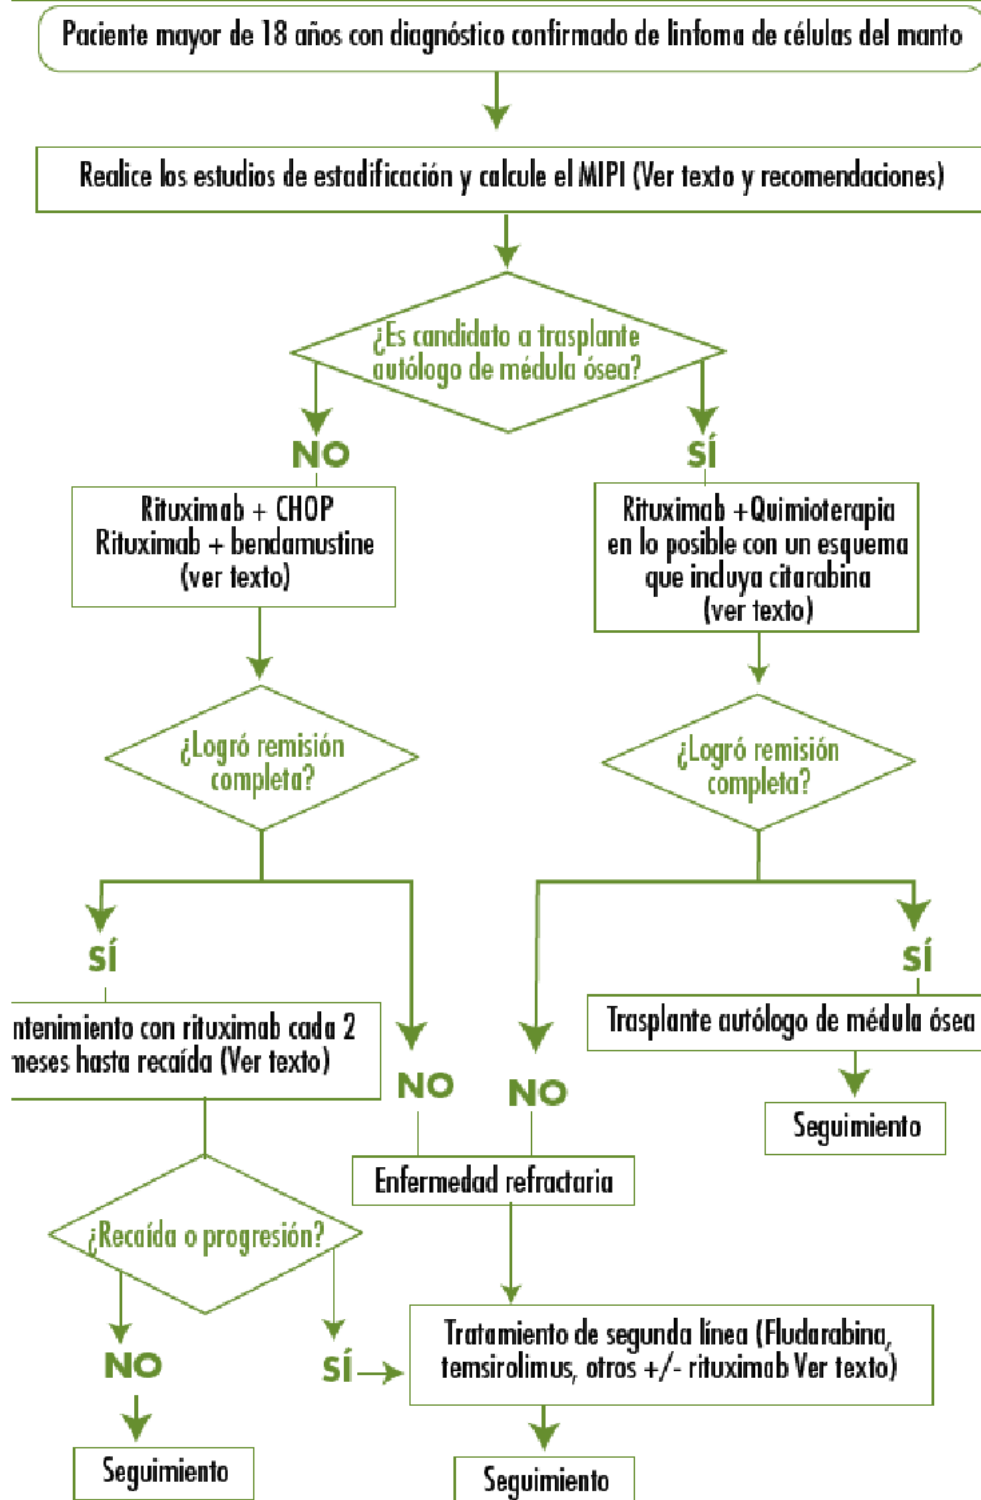 Paciente mayor de 18 años con diagnóstico confirmado de linfoma de células del manto
Realice los estudios de estadificación y calcule el MIPI (Ver texto y recomendaciones)
¿Es candidato a trasplante
autólogo de médula ósea?
NO
SÍ
Rituximab + CHOP
Rituximab + bendamustine
(ver texto)
Rituximab +Quimioterapia
en lo posible con un esquema
que incluya citarabina
(ver texto)
¿Logró remisión
completa?
¿Logró remisión
completa?
SÍ
NO
NO
SÍ
ntenimiento con rituximab cada 2
meses hasta recaída (Ver texto)
Trasplante autólogo de médula ósea
Seguimiento
Enfermedad refractaria
¿Recaída o progresión?
NO
SÍ
Tratamiento de segunda línea (Fludarabina,
temsirolimus, otros +/- rituximab Ver texto)
Seguimiento
Seguimiento